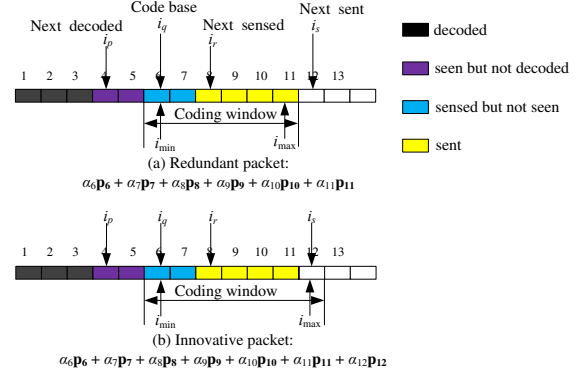 Code base
Next decoded
Next sensed
Next sent
i_p
i_q
i_r
i_s
1 2 3 4 5 6 7 8 9 10 11 12 13
Coding window
i_min
i_max
(a) Redundant packet:
α₆p₆ + α₇p₇ + α₈p₈ + α₉p₉ + α₁₀p₁₀ + α₁₁p₁₁
decoded
seen but not decoded
sensed but not seen
sent
i_p
i_q
i_r
i_s
1 2 3 4 5 6 7 8 9 10 11 12 13
Coding window
i_min
i_max
(b) Innovative packet:
α₆p₆ + α₇p₇ + α₈p₈ + α₉p₉ + α₁₀p₁₀ + α₁₁p₁₁ + α₁₂p₁₂